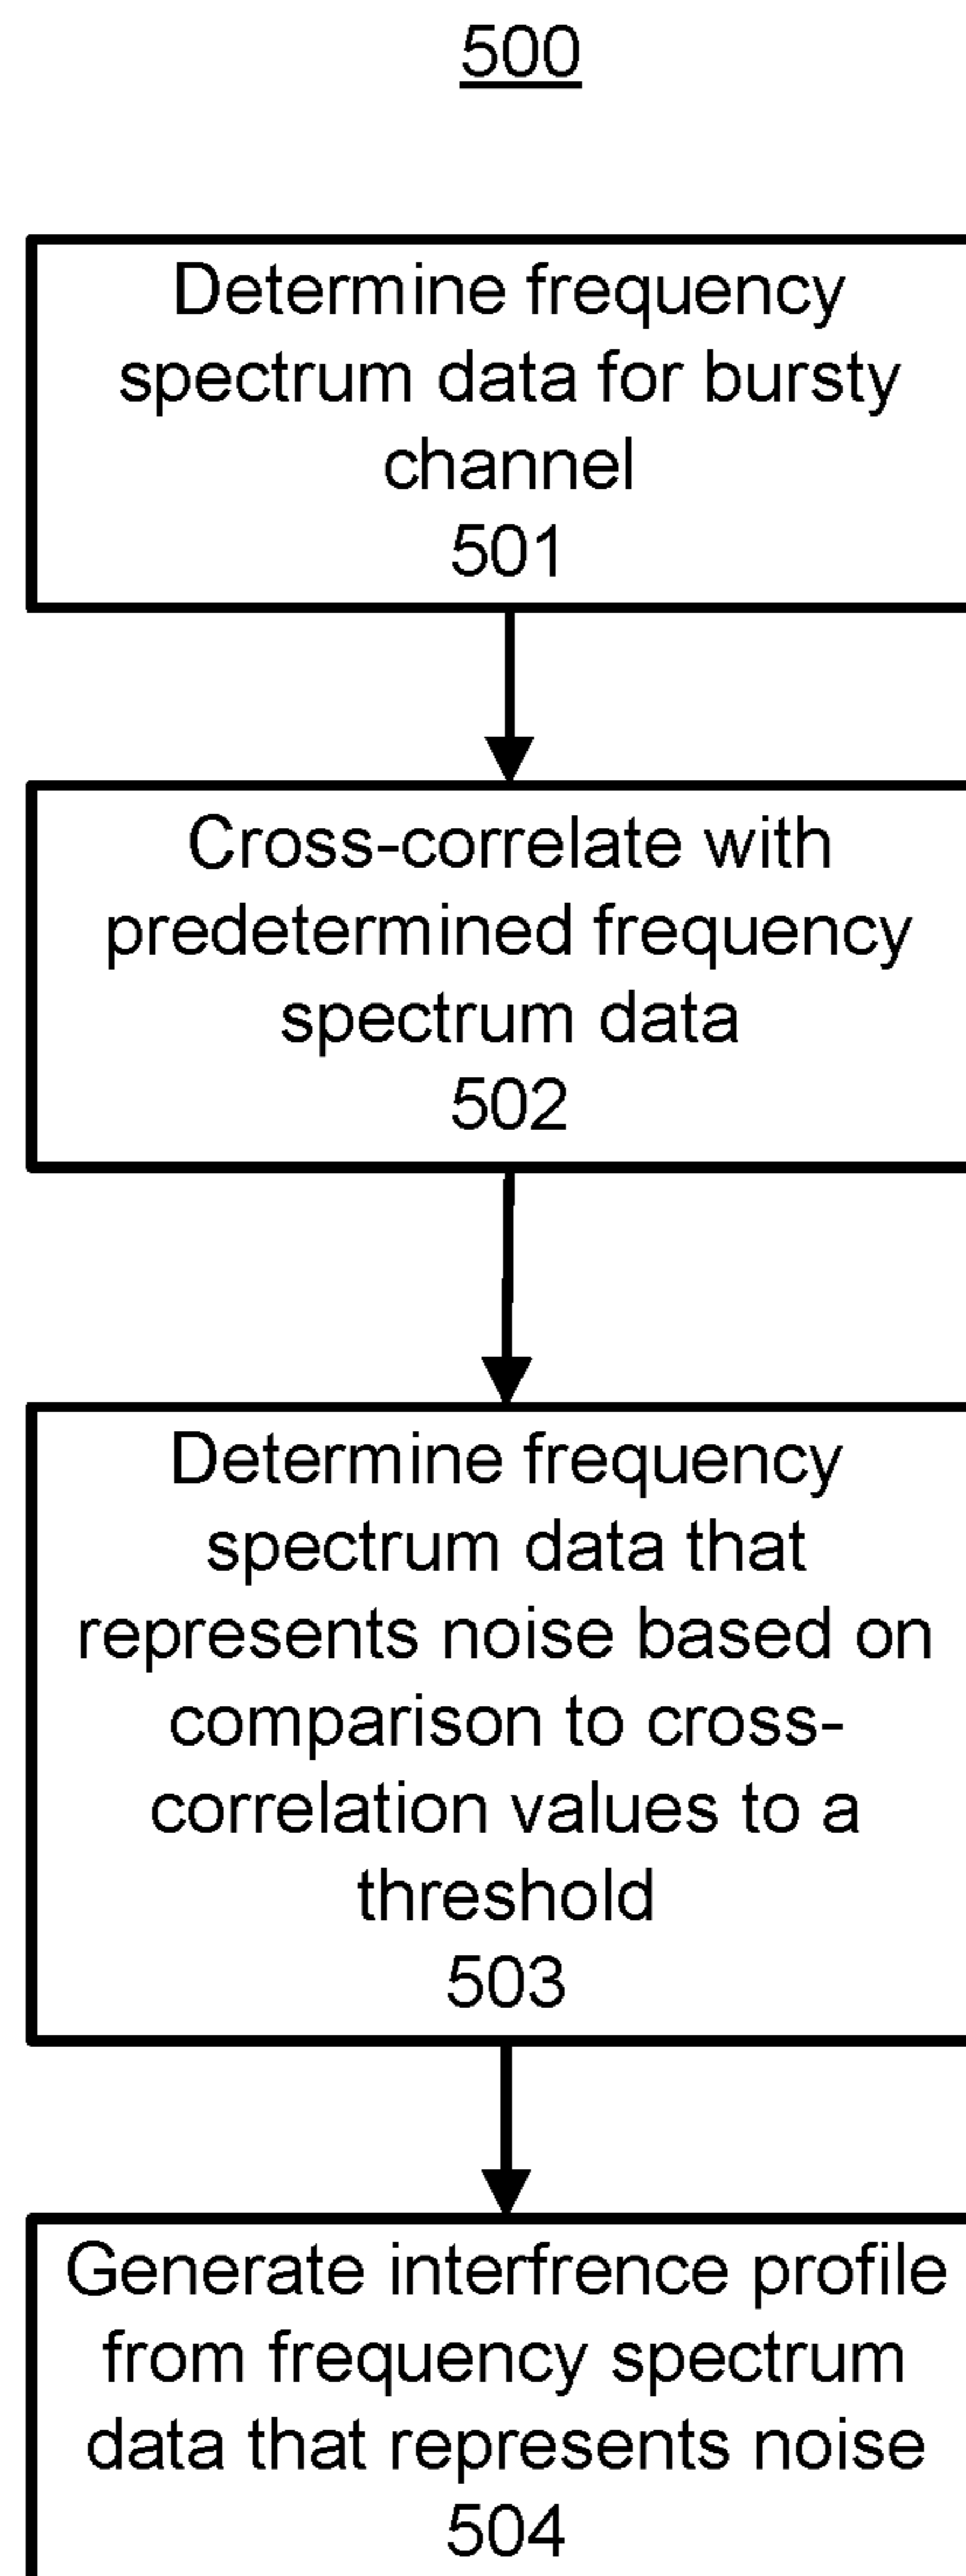 500
Determine frequency
spectrum data for bursty
channel
501
Cross-correlate with
predetermined frequency
spectrum data
502
Determine frequency
spectrum data that
represents noise based on
comparison to cross-
correlation values to a
threshold
503
Generate interfrence profile
from frequency spectrum
data that represents noise
504